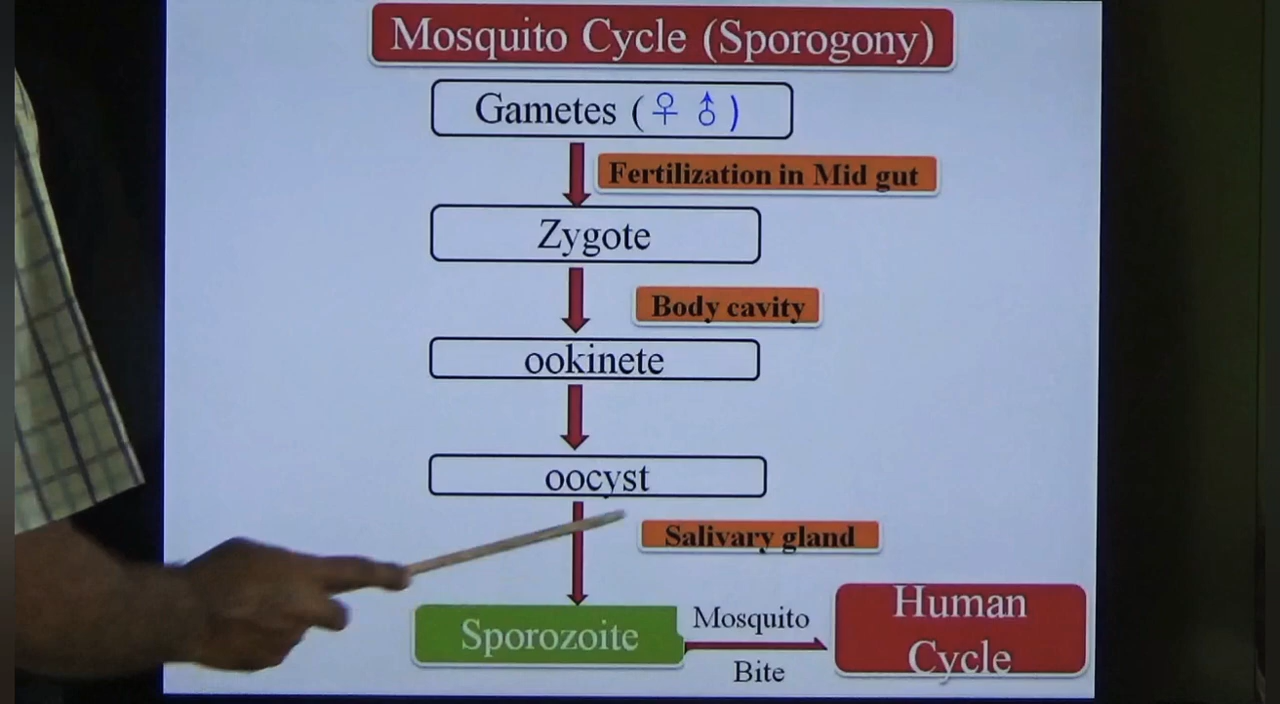 Mosquito Cycle (Sporogony)
Gametes (♀ ♂)
Fertilization in Mid gut
Zygote
Body cavity
ookinete
oocyst
Salivary gland
Sporozoite
Mosquito
Bite
Human
Cycle